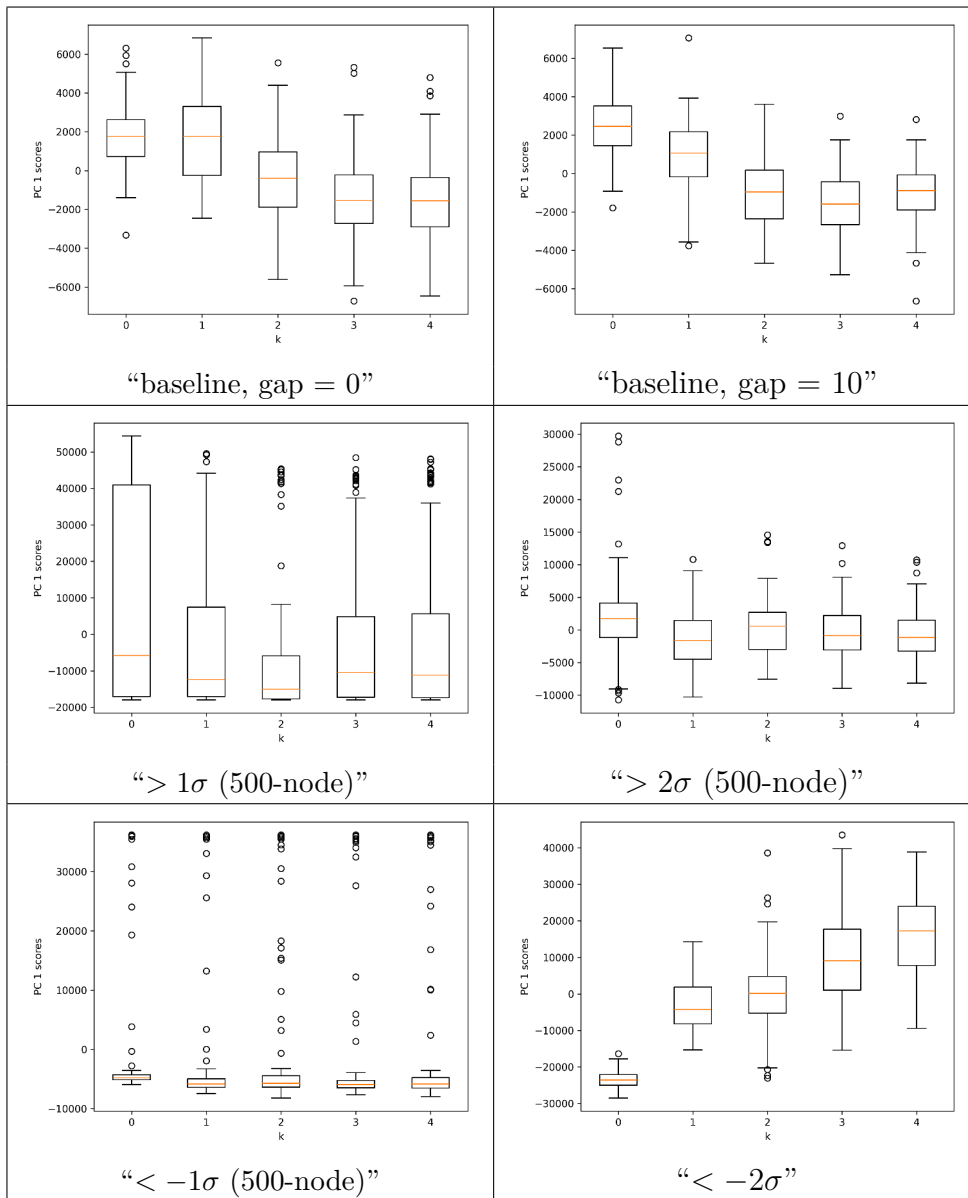 6000
4000
2000
0
−2000
−4000
−6000
PC 1 scores
0 1 2 3 4
k
“baseline, gap = 0”
6000
4000
2000
0
−2000
−4000
−6000
PC 1 scores
0 1 2 3 4
k
“baseline, gap = 10”
50000
40000
30000
20000
10000
0
−10000
−20000
PC 1 scores
0 1 2 3 4
k
“> 1σ (500-node)”
30000
25000
20000
15000
10000
5000
0
−5000
−10000
PC 1 scores
0 1 2 3 4
k
“> 2σ (500-node)”
30000
20000
10000
0
−10000
PC 1 scores
0 1 2 3 4
k
“< −1σ (500-node)”
40000
30000
20000
10000
0
−10000
−20000
−30000
PC 1 scores
0 1 2 3 4
k
“< −2σ”